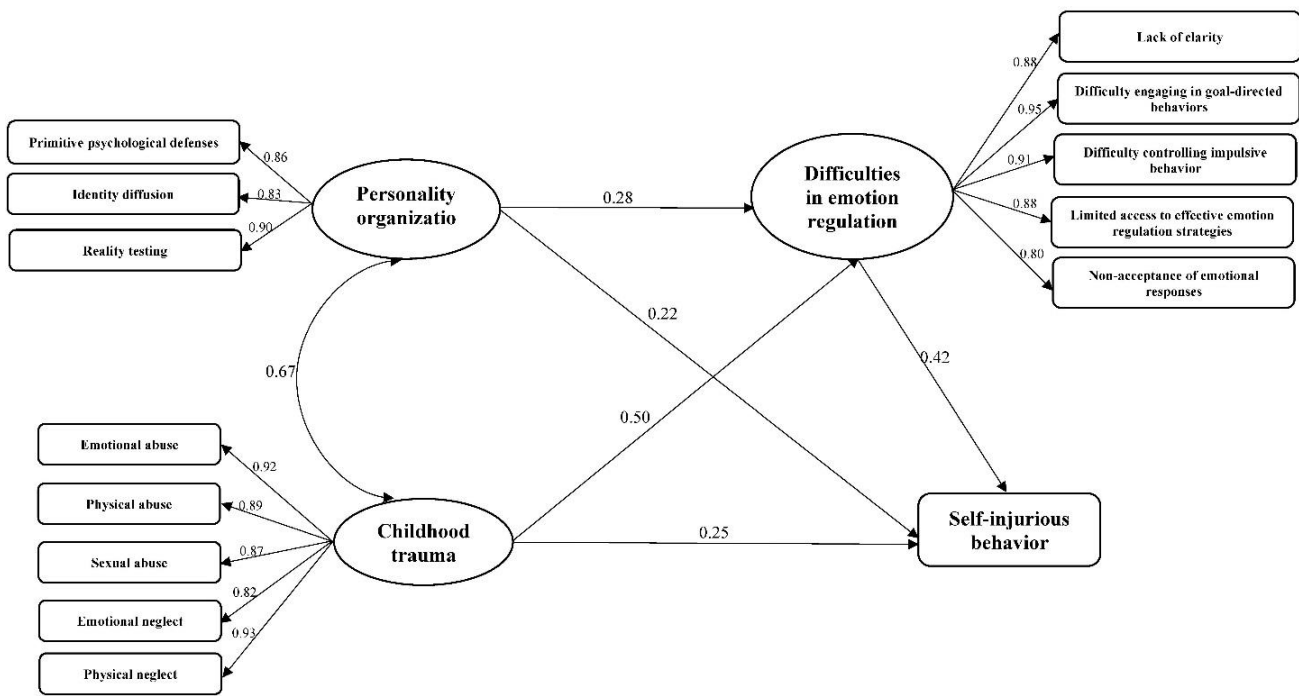 Lack of clarity
0.88
Difficulty engaging in goal-directed
behaviors
0.95
Primitive psychological defenses
0.86
Difficulties
in emotion
regulation
0.91
Difficulty controlling impulsive
behavior
Identity diffusion
0.83
Personality
organizatio
0.28
0.88
Limited access to effective emotion
regulation strategies
Reality testing
0.90
0.80
Non-acceptance of emotional
responses
0.22
0.67
0.42
0.50
Emotional abuse
0.92
Physical abuse
0.89
Childhood
trauma
0.25
Self-injurious
behavior
Sexual abuse
0.87
0.82
Emotional neglect
0.93
Physical neglect